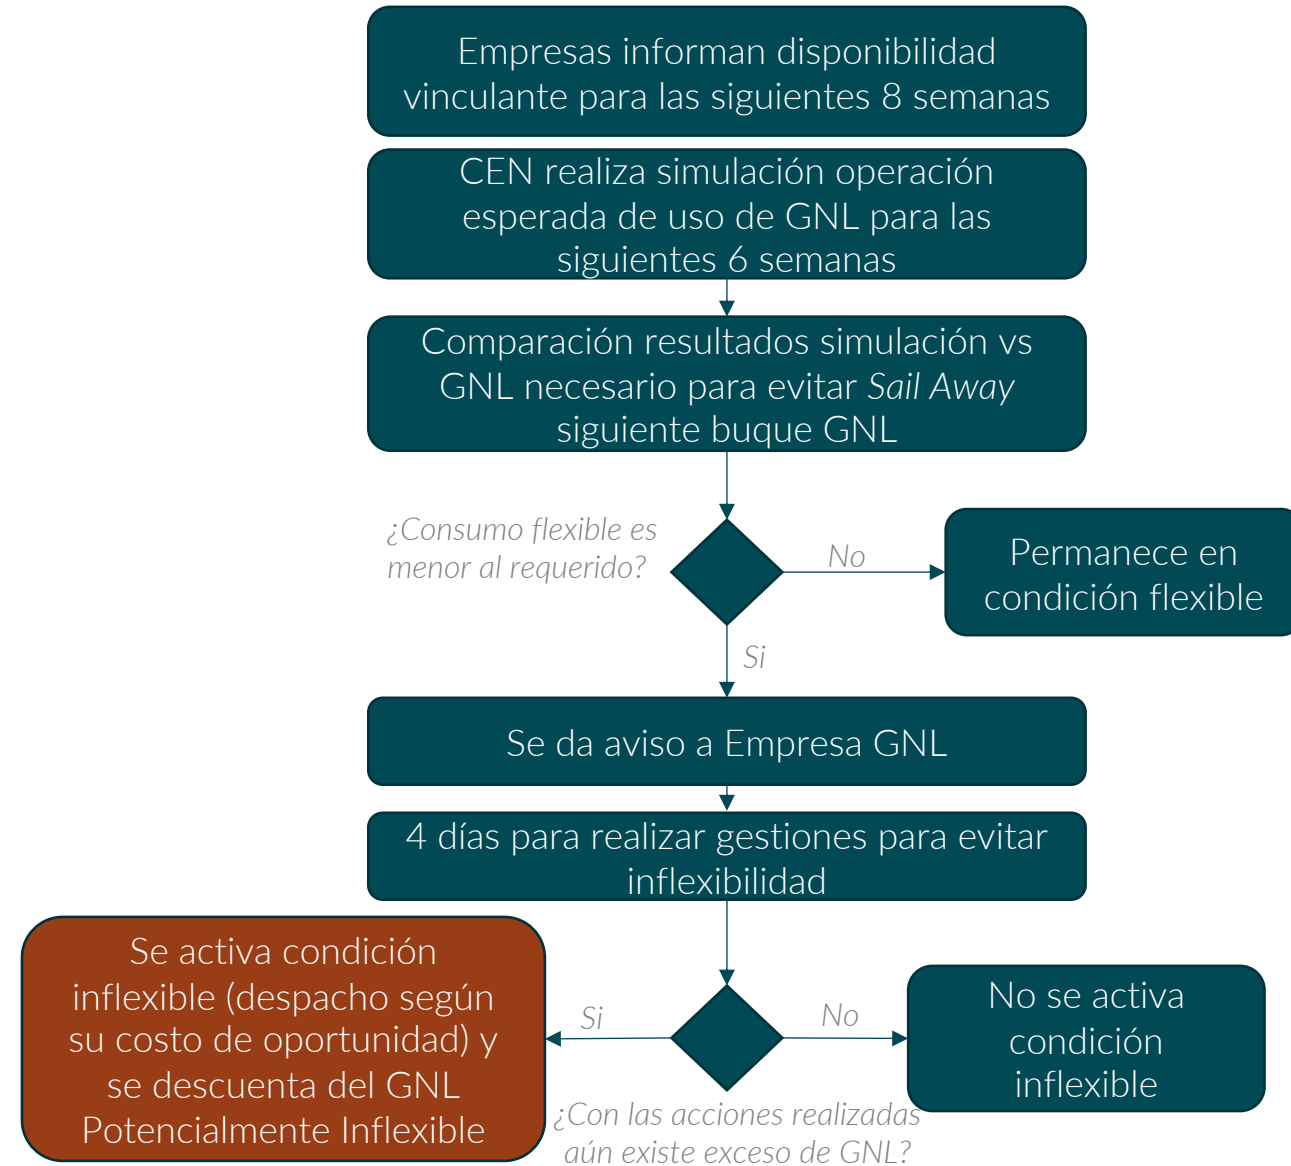 Empresas informan disponibilidad
vinculante para las siguientes 8 semanas
CEN realiza simulación operación
esperada de uso de GNL para las
siguientes 6 semanas
Comparación resultados simulación vs
GNL necesario para evitar Sail Away
siguiente buque GNL
¿Consumo flexible es
menor al requerido?
No
Permanece en
condición flexible
Si
Se da aviso a Empresa GNL
4 días para realizar gestiones para evitar
inflexibilidad
Se activa condición
inflexible (despacho según
su costo de oportunidad) y
se descuenta del GNL
Potencialmente Inflexible
Si
No
No se activa
condición
inflexible
¿Con las acciones realizadas
aún existe exceso de GNL?